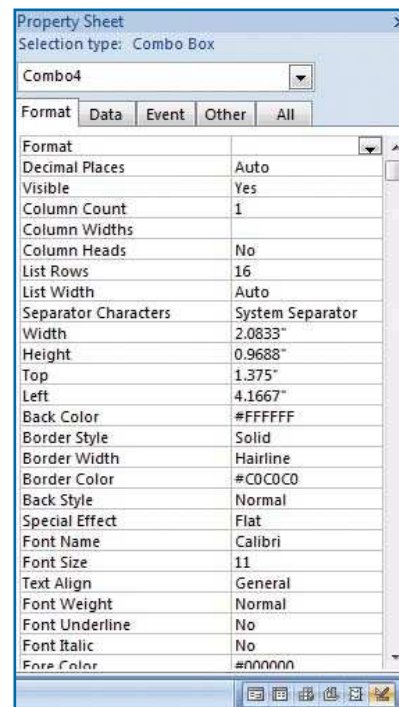 Property Sheet
Selection type: Combo Box
Combo4
Format Data Event Other All
Format
Decimal Places Auto
Visible Yes
Column Count 1
Column Widths
Column Heads No
List Rows 16
List Width Auto
Separator Characters System Separator
Width 2.0833"
Height 0.9688"
Top 1.375"
Left 4.1667"
Back Color #FFFFFF
Border Style Solid
Border Width Hairline
Border Color #C0C0C0
Back Style Normal
Special Effect Flat
Font Name Calibri
Font Size 11
Text Align General
Font Weight Normal
Font Underline No
Font Italic No
Fore Color #000000